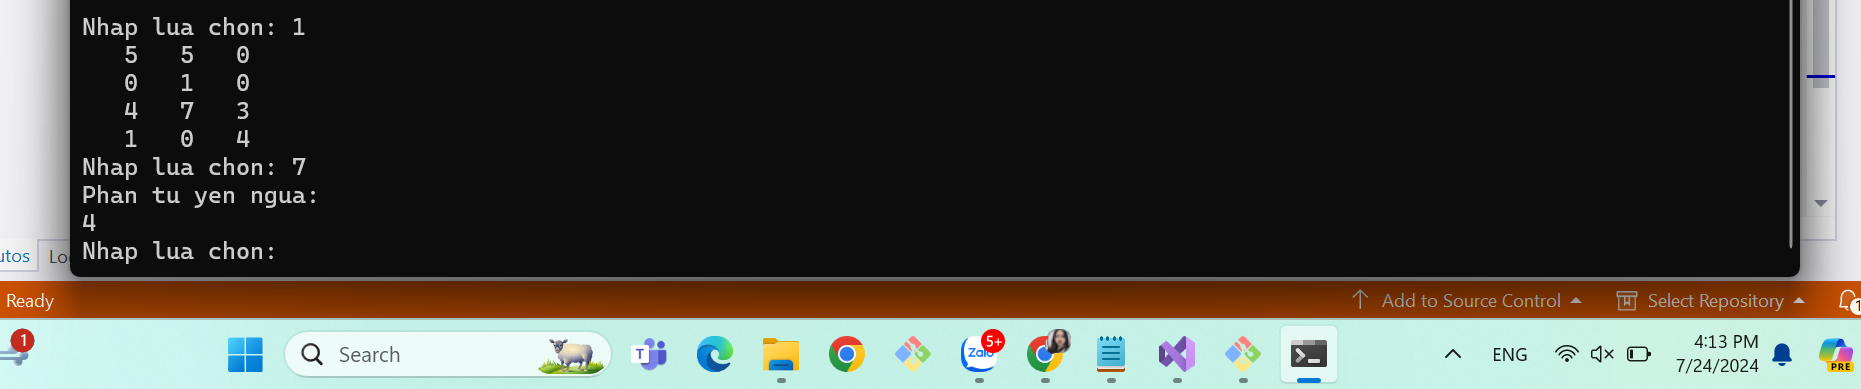 Nhap lua chon: 1
5 5 0
0 1 0
4 7 3
1 0 4
Nhap lua chon: 7
Phan tu yen ngua:
4
Nhap lua chon:
utos
Lo
Ready
Add to Source Control
Select Repository
1
1
Search
T
Zalo
5+
ENG
4:13 PM
7/24/2024
PRE